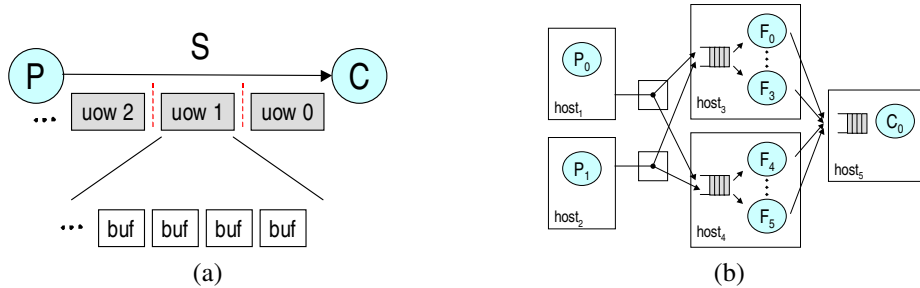 S
P
C
uow 2
uow 1
uow 0
...
... buf buf buf buf
(a)
P0
host1
P1
host2
F0
F3
host3
F4
F5
host4
C0
host5
(b)